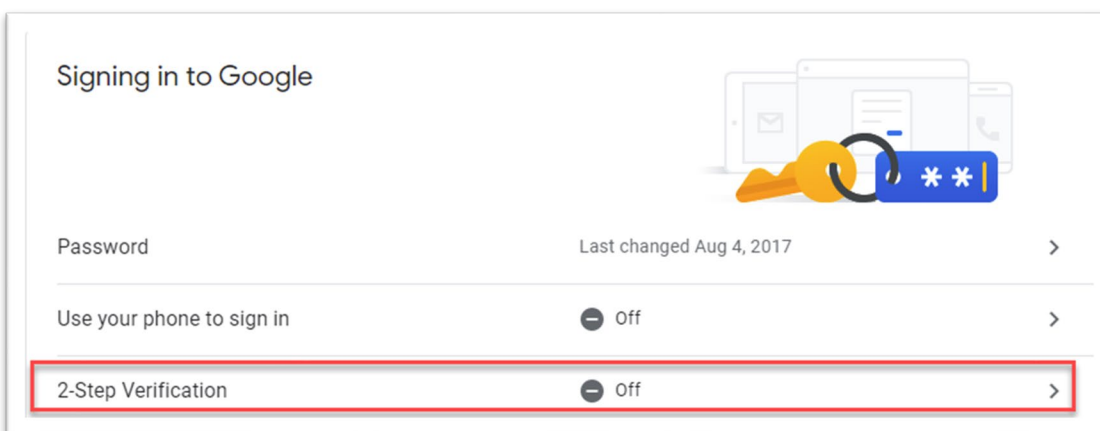 Signing in to Google
**
Password Last changed Aug 4, 2017
Use your phone to sign in Off
2-Step Verification Off